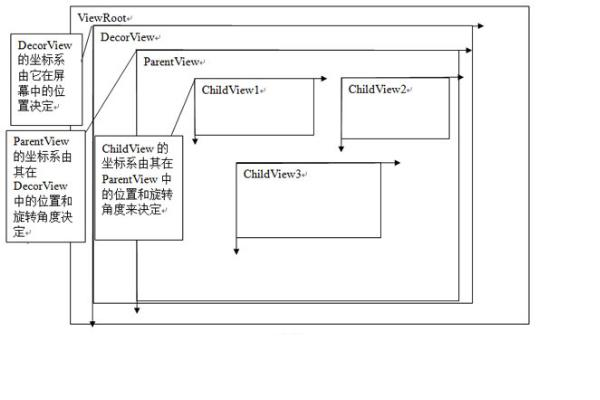 ViewRoot
DecorView
的坐标系
由它在屏
幕中的位
置决定
DecorView
ParentView
ChildView1
ChildView2
ParentView
的坐标系由
其在
DecorView
中的位置和
旋转角度决
定
ChildView 的
坐标系由其在
ParentView 中
的位置和旋转
角度来决定
ChildView3